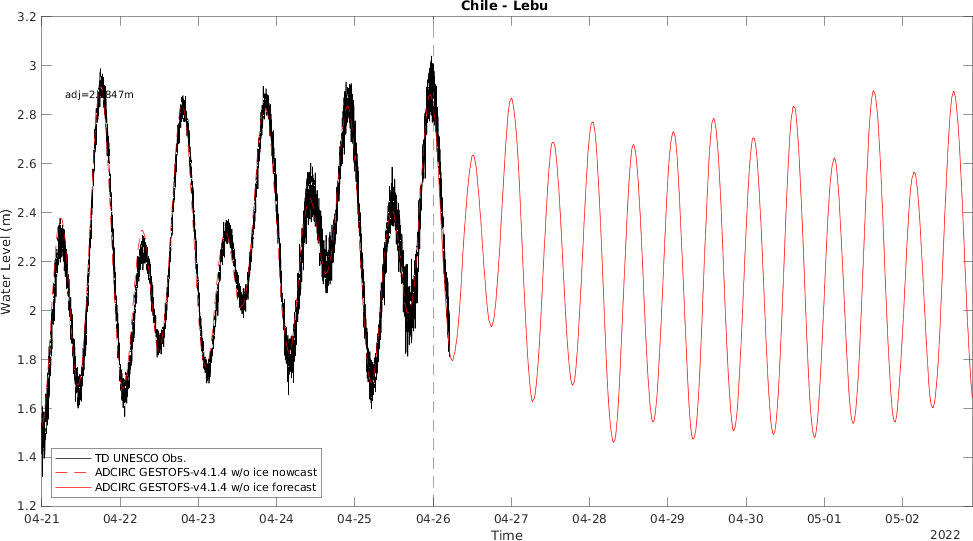 Chile - Lebu
3.2
3
2.8
2.6
2.4
2.2
2
1.8
1.6
1.4
1.2
Water Level (m)
TD UNESCO Obs.
ADCIRC GESTOFS-v4.1.4 w/o ice nowcast
ADCIRC GESTOFS-v4.1.4 w/o ice forecast
04-21 04-22 04-23 04-24 04-25 04-26 04-27 04-28 04-29 04-30 05-01 05-02
Time
2022